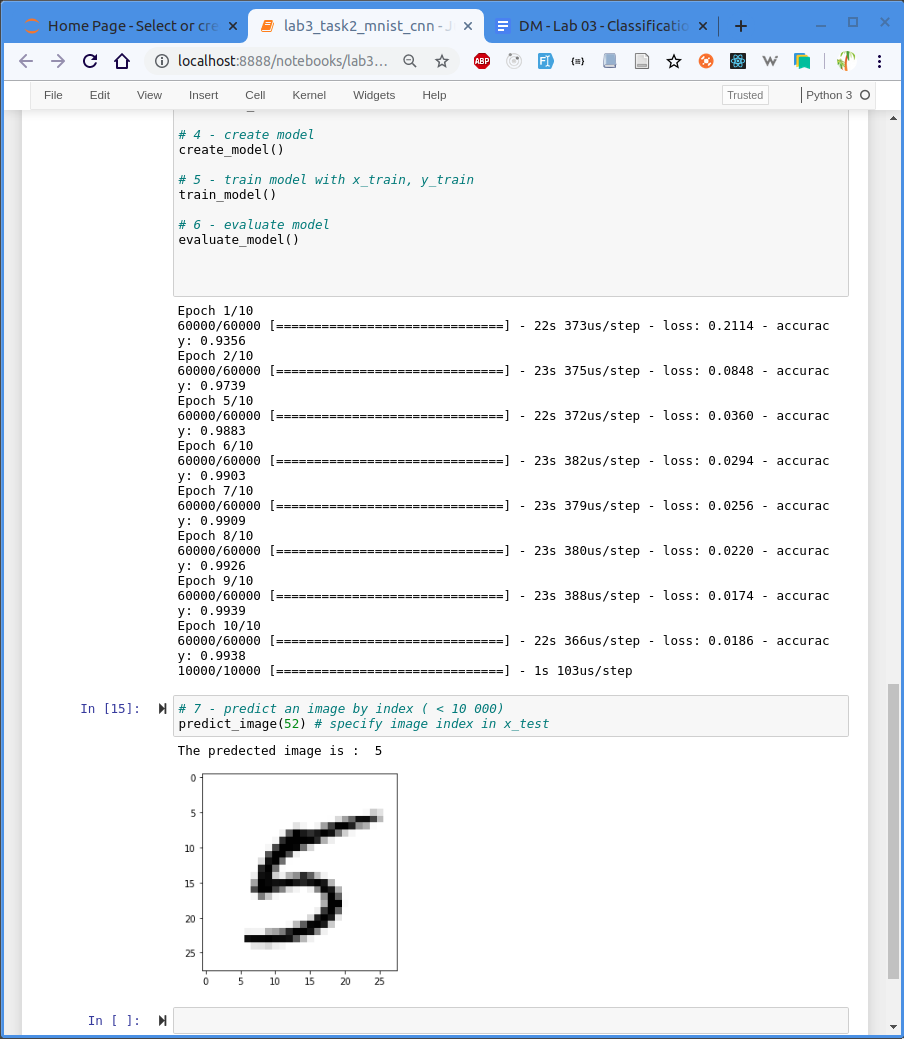 Home Page - Select or cre
lab3_task2_mnist_cnn - J
DM - Lab 03 - Classificatio
localhost:8888/notebooks/lab3...
ABP
File Edit View Insert Cell Kernel Widgets Help
Trusted
Python 3
# 4 - create model
create_model()
# 5 - train model with x_train, y_train
train_model()
# 6 - evaluate model
evaluate_model()
Epoch 1/10
60000/60000 [==============================] - 22s 373us/step - loss: 0.2114 - accurac
y: 0.9356
Epoch 2/10
60000/60000 [==============================] - 23s 375us/step - loss: 0.0848 - accurac
y: 0.9739
Epoch 5/10
60000/60000 [==============================] - 22s 372us/step - loss: 0.0360 - accurac
y: 0.9883
Epoch 6/10
60000/60000 [==============================] - 23s 382us/step - loss: 0.0294 - accurac
y: 0.9903
Epoch 7/10
60000/60000 [==============================] - 23s 379us/step - loss: 0.0256 - accurac
y: 0.9909
Epoch 8/10
60000/60000 [==============================] - 23s 380us/step - loss: 0.0220 - accurac
y: 0.9926
Epoch 9/10
60000/60000 [==============================] - 23s 388us/step - loss: 0.0174 - accurac
y: 0.9939
Epoch 10/10
60000/60000 [==============================] - 22s 366us/step - loss: 0.0186 - accurac
y: 0.9938
10000/10000 [==============================] - 1s 103us/step
In [15]:
# 7 - predict an image by index ( < 10 000)
predict_image(52) # specify image index in x_test
The predected image is :  5
0
5
10
15
20
25
5
0 5 10 15 20 25
In [ ]: